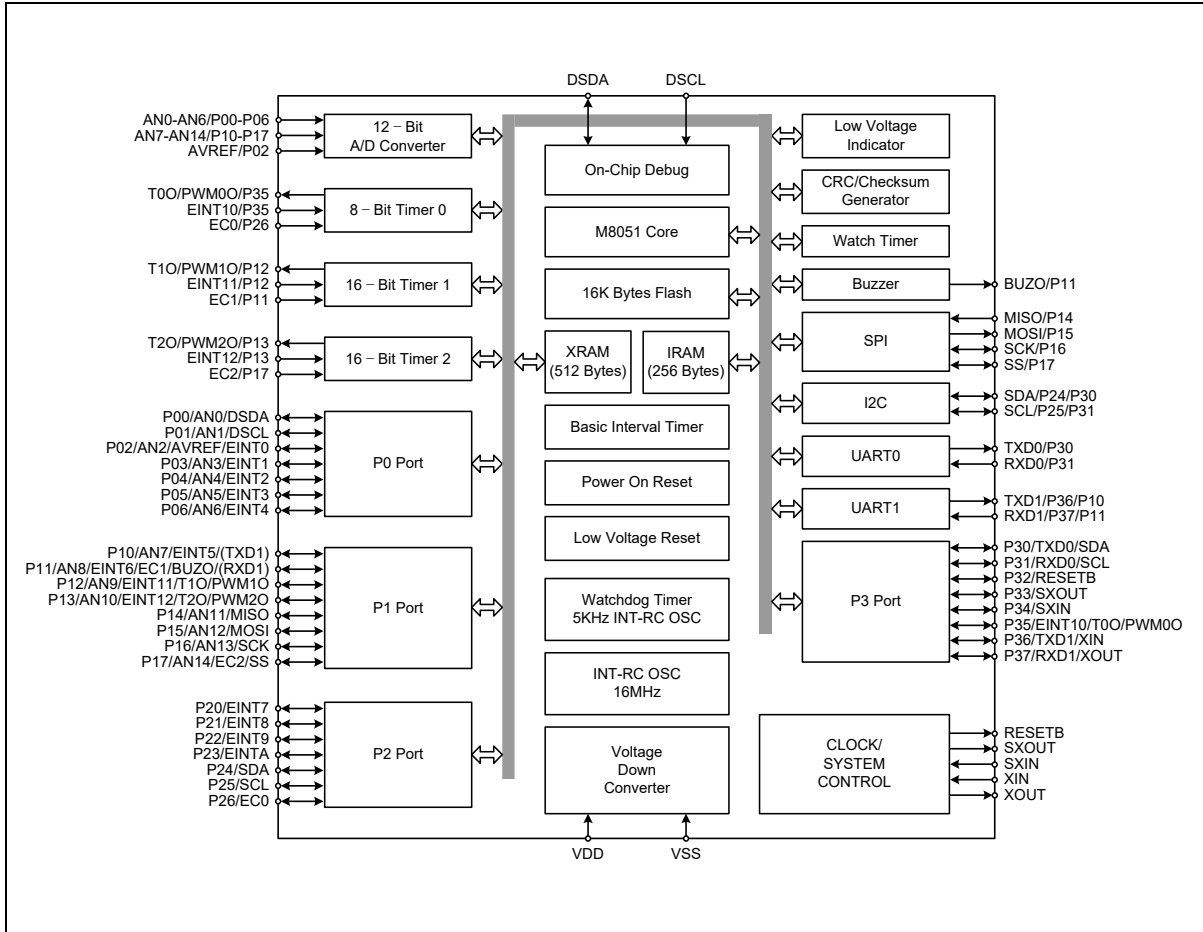 DSDA
DSCL
AN0-AN6/P00-P06
AN7-AN14/P10-P17
AVREF/P02
12 – Bit
A/D Converter
T0O/PWM0O/P35
EINT10/P35
EC0/P26
8 – Bit Timer 0
T1O/PWM1O/P12
EINT11/P12
EC1/P11
16 – Bit Timer 1
T2O/PWM2O/P13
EINT12/P13
EC2/P17
16 – Bit Timer 2
P00/AN0/DSDA
P01/AN1/DSCL
P02/AN2/AVREF/EINT0
P03/AN3/EINT1
P04/AN4/EINT2
P05/AN5/EINT3
P06/AN6/EINT4
P0 Port
P10/AN7/EINT5/(TXD1)
P11/AN8/EINT6/EC1/BUZO/(RXD1)
P12/AN9/EINT11/T1O/PWM1O
P13/AN10/EINT12/T2O/PWM2O
P14/AN11/MISO
P15/AN12/MOSI
P16/AN13/SCK
P17/AN14/EC2/SS
P1 Port
P20/EINT7
P21/EINT8
P22/EINT9
P23/EINTA
P24/SDA
P25/SCL
P26/EC0
P2 Port
On-Chip Debug
M8051 Core
16K Bytes Flash
XRAM
(512 Bytes)
IRAM
(256 Bytes)
Basic Interval Timer
Power On Reset
Low Voltage Reset
Watchdog Timer
5KHz INT-RC OSC
INT-RC OSC
16MHz
Voltage
Down
Converter
VDD
VSS
Low Voltage
Indicator
CRC/Checksum
Generator
Watch Timer
Buzzer
BUZO/P11
SPI
MISO/P14
MOSI/P15
SCK/P16
SS/P17
I2C
SDA/P24/P30
SCL/P25/P31
UART0
TXD0/P30
RXD0/P31
UART1
TXD1/P36/P10
RXD1/P37/P11
P3 Port
P30/TXD0/SDA
P31/RXD0/SCL
P32/RESETB
P33/SXOUT
P34/SXIN
P35/EINT10/T0O/PWM0O
P36/TXD1/XIN
P37/RXD1/XOUT
CLOCK/
SYSTEM
CONTROL
RESETB
SXOUT
SXIN
XIN
XOUT